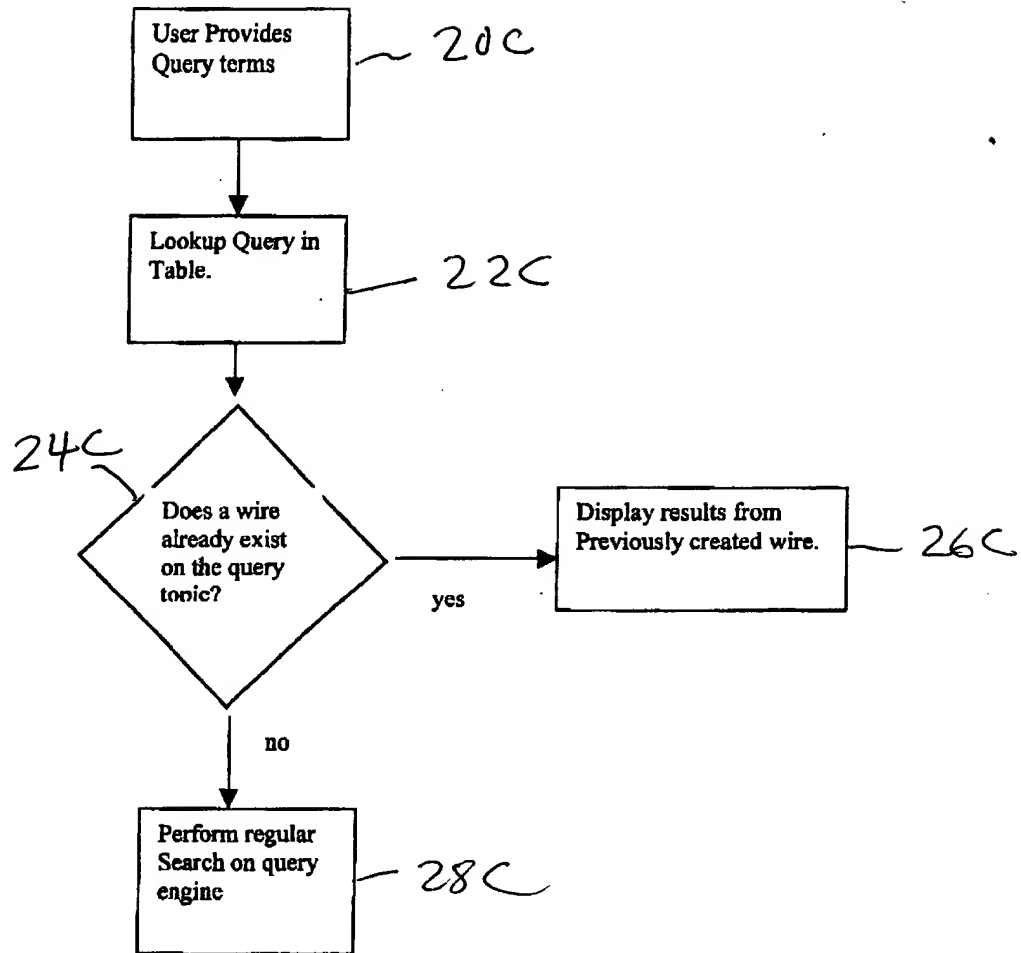 User Provides
Query terms
20C
Lookup Query in
Table.
22C
24C
Does a wire
already exist
on the query
topic?
yes
Display results from
Previously created wire.
26C
no
Perform regular
Search on query
engine
28C